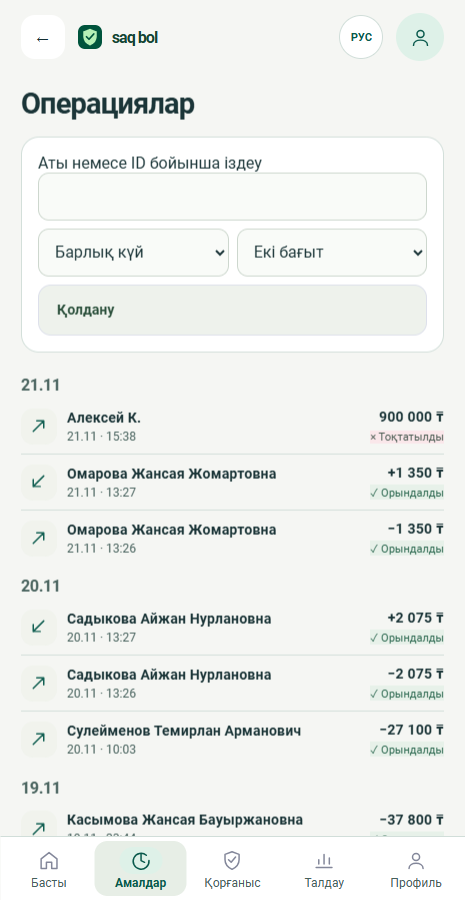 ←
saq bol
РУС
Операциялар
Аты немесе ID бойынша іздеу
Барлық күй
Екі бағыт
Қолдану
21.11
Алексей К.
900 000 ₸
21.11 · 15:38
× Тоқтатылды
Омарова Жансая Жомартовна
+1 350 ₸
21.11 · 13:27
✓ Орындалды
Омарова Жансая Жомартовна
−1 350 ₸
21.11 · 13:26
✓ Орындалды
20.11
Садыкова Айжан Нурлановна
+2 075 ₸
20.11 · 13:27
✓ Орындалды
Садыкова Айжан Нурлановна
−2 075 ₸
20.11 · 13:26
✓ Орындалды
Сулейменов Темирлан Арманович
−27 100 ₸
20.11 · 10:03
✓ Орындалды
19.11
Касымова Жансая Бауыржановна
−37 800 ₸
Басты
Амалдар
Қорғаныс
Талдау
Профиль